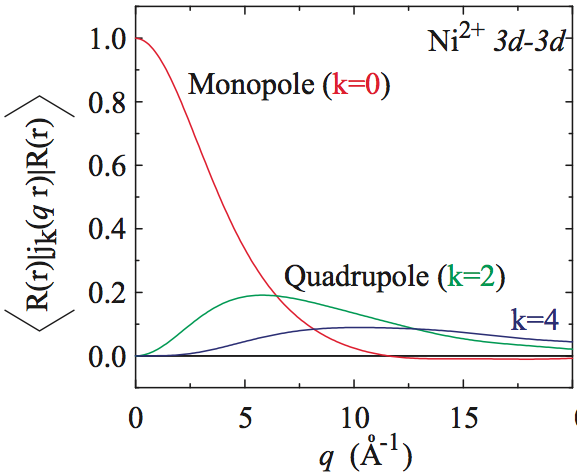 Ni2+ 3d-3d
Monopole (k=0)
Quadrupole (k=2)
k=4
⟨R(r)|jk(q r)|R(r)⟩
1.0
0.8
0.6
0.4
0.2
0.0
0 5 10 15
q (Å-1)